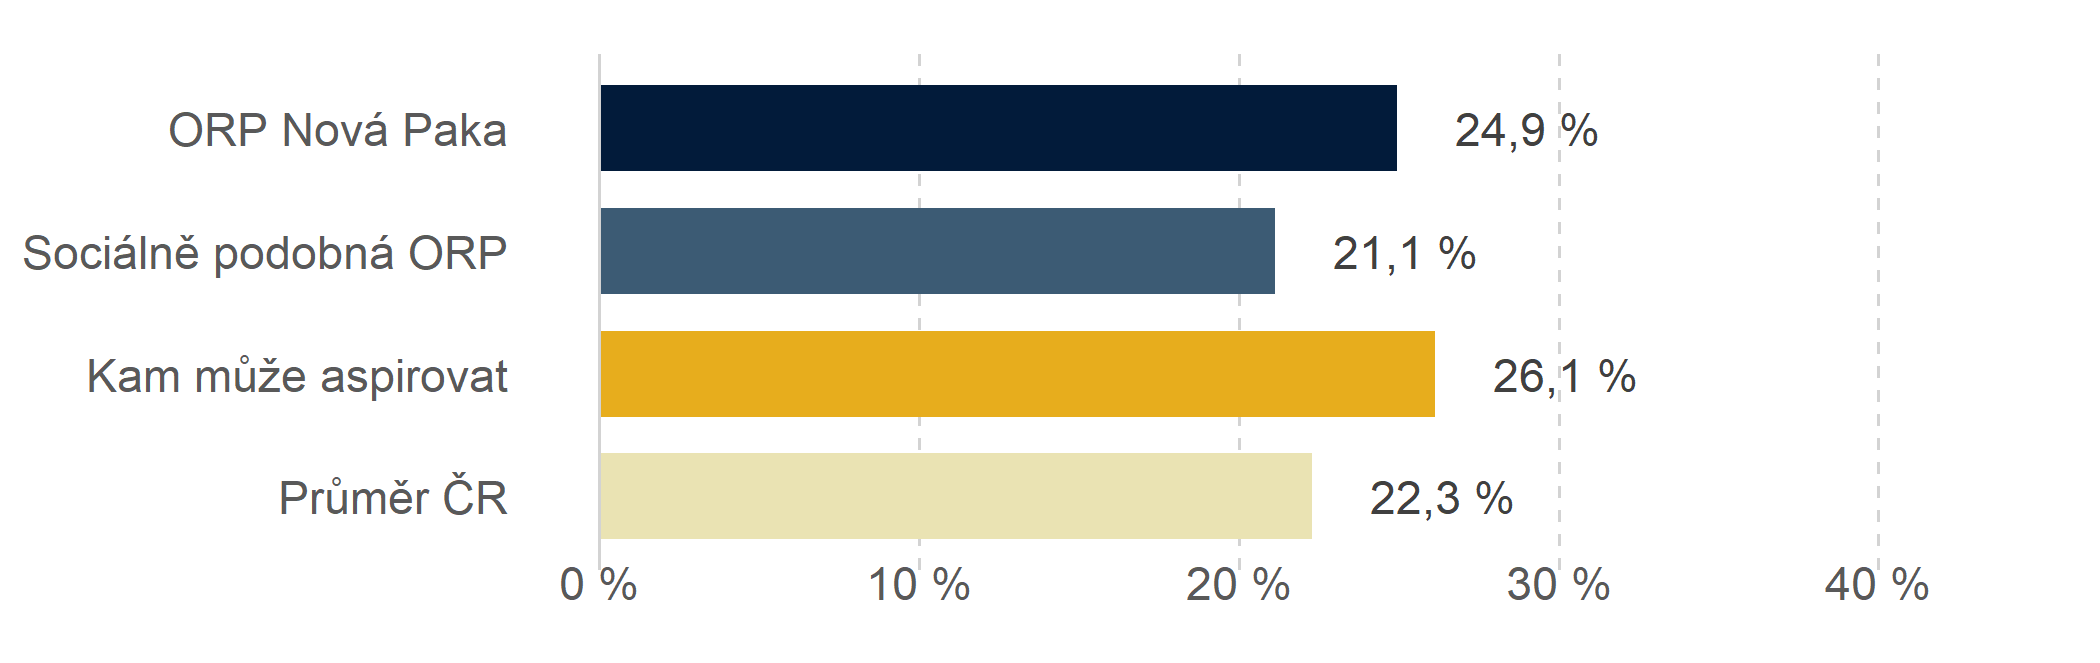 ORP Nová Paka 24,9 %
Sociálně podobná ORP 21,1 %
Kam může aspirovat 26,1 %
Průměr ČR 22,3 %
0 % 10 % 20 % 30 % 40 %